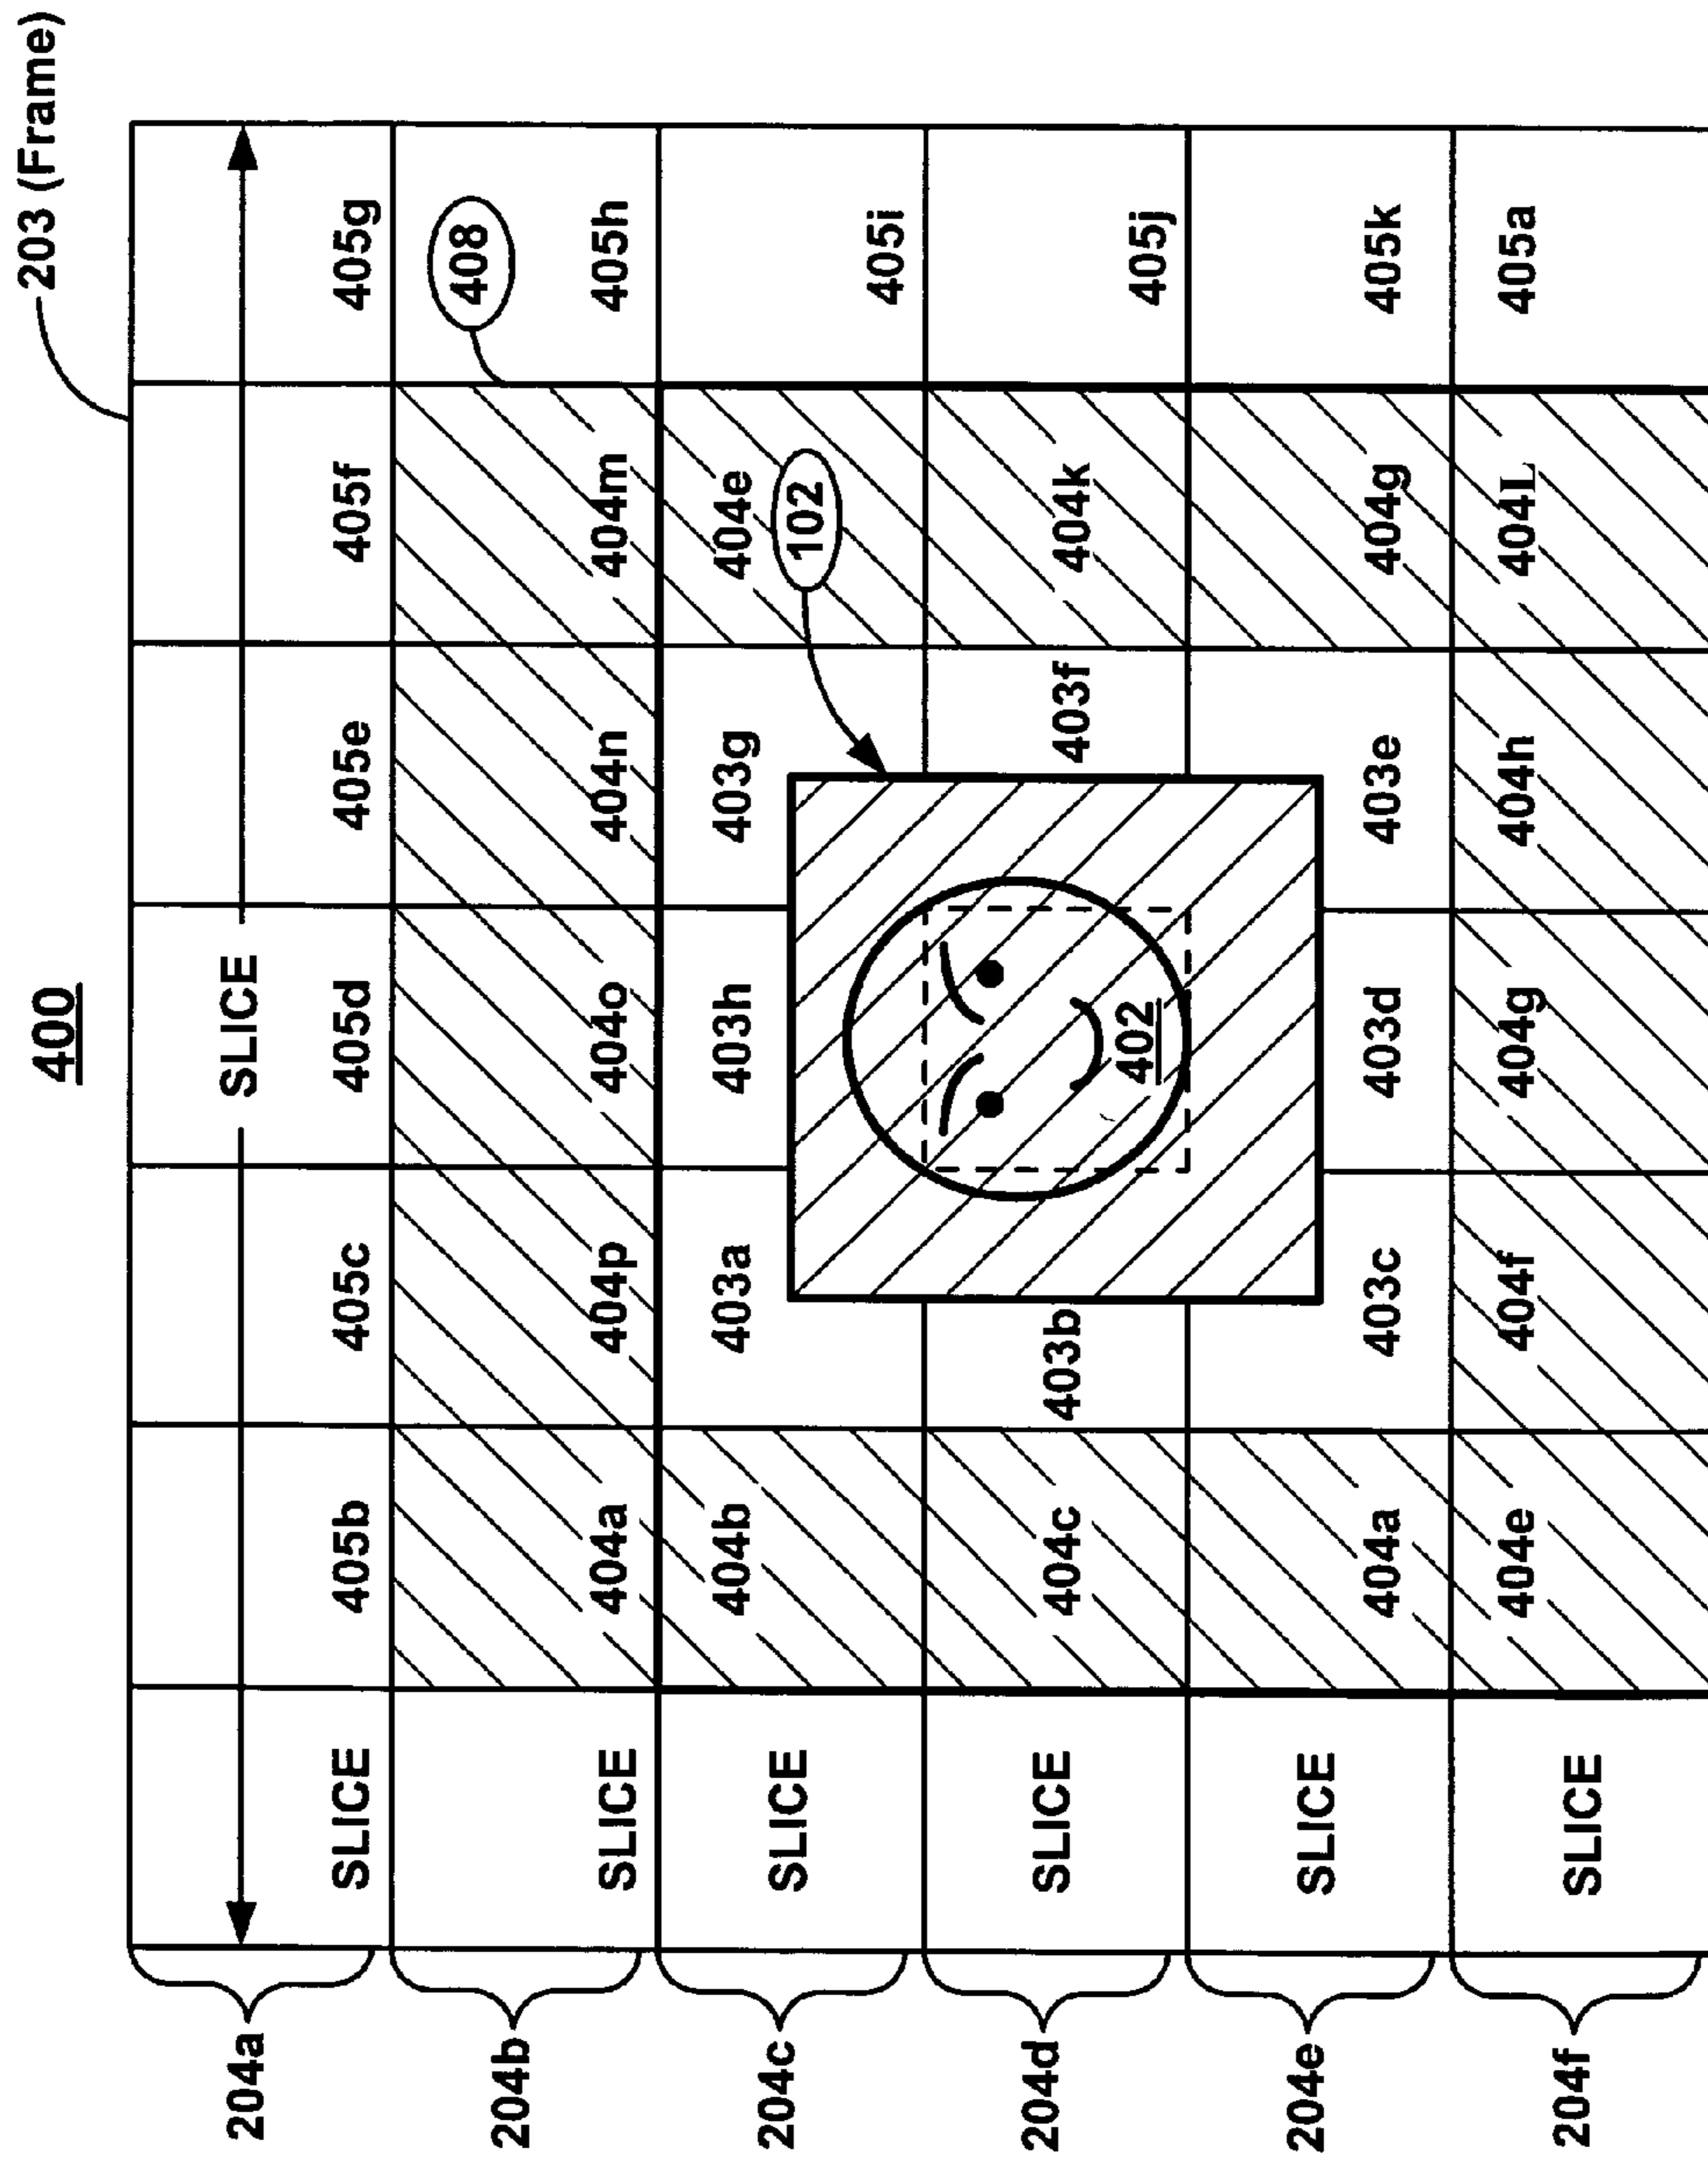 400 203 (Frame)
204a SLICE
SLICE 405b 405c 405d 405e 405f 405g
408
204b SLICE 404a 404p 404o 404n 404m 405h
204c SLICE 404b 403a 403h 403g 404e
102
405i
204d SLICE 404c 403b 403f 404k
402 405j
204e SLICE 404a 403c 403d 403e 404g 405k
204f SLICE 404e 404f 404g 404h 404L 405a